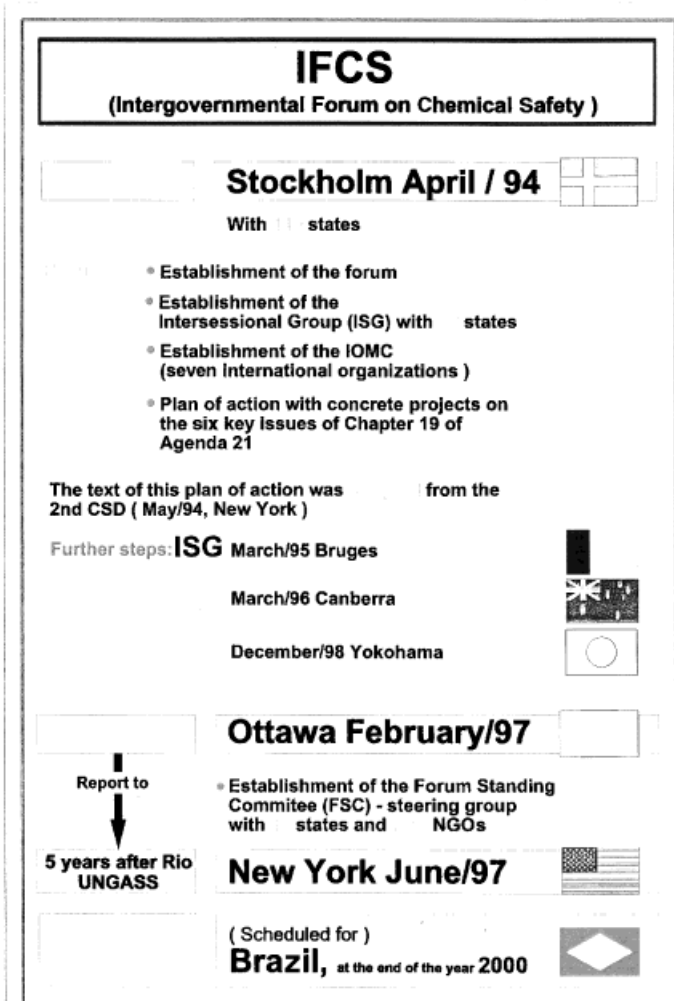 IFCS
(Intergovernmental Forum on Chemical Safety )
Stockholm April / 94
With states
Establishment of the forum
Establishment of the
Intersessional Group (ISG) with states
Establishment of the IOMC
(seven international organizations )
Plan of action with concrete projects on
the six key issues of Chapter 19 of
Agenda 21
The text of this plan of action was from the
2nd CSD ( May/94, New York )
Further steps: ISG March/95 Bruges
March/96 Canberra
December/98 Yokohama
Ottawa February/97
Report to
Establishment of the Forum Standing
Commitee (FSC) - steering group
with states and NGOs
5 years after Rio
UNGASS
New York June/97
( Scheduled for )
Brazil, at the end of the year 2000